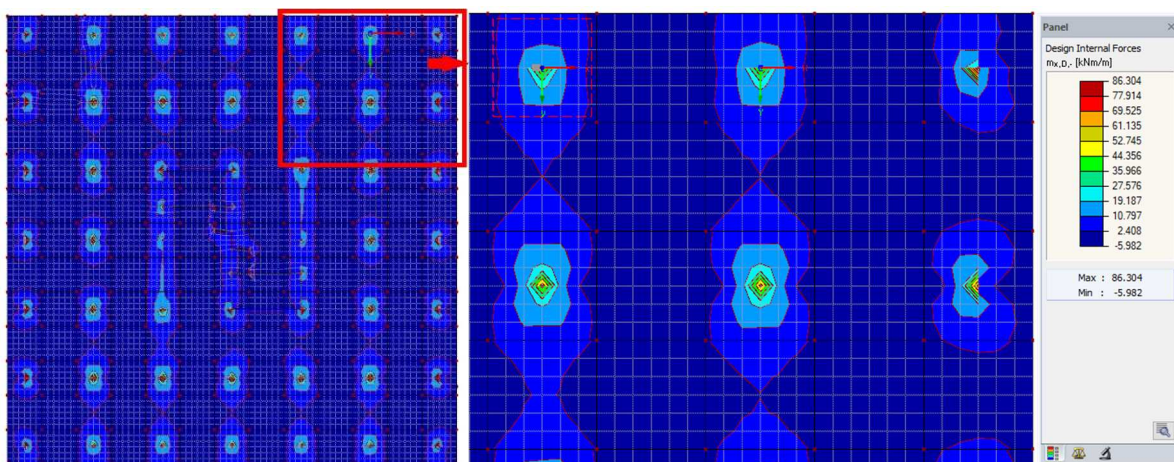 Panel
Design Internal Forces
mx,D,- [kNm/m]
86.304
77.914
69.525
61.135
52.745
44.356
35.966
27.576
19.187
10.797
2.408
-5.982
Max : 86.304
Min : -5.982